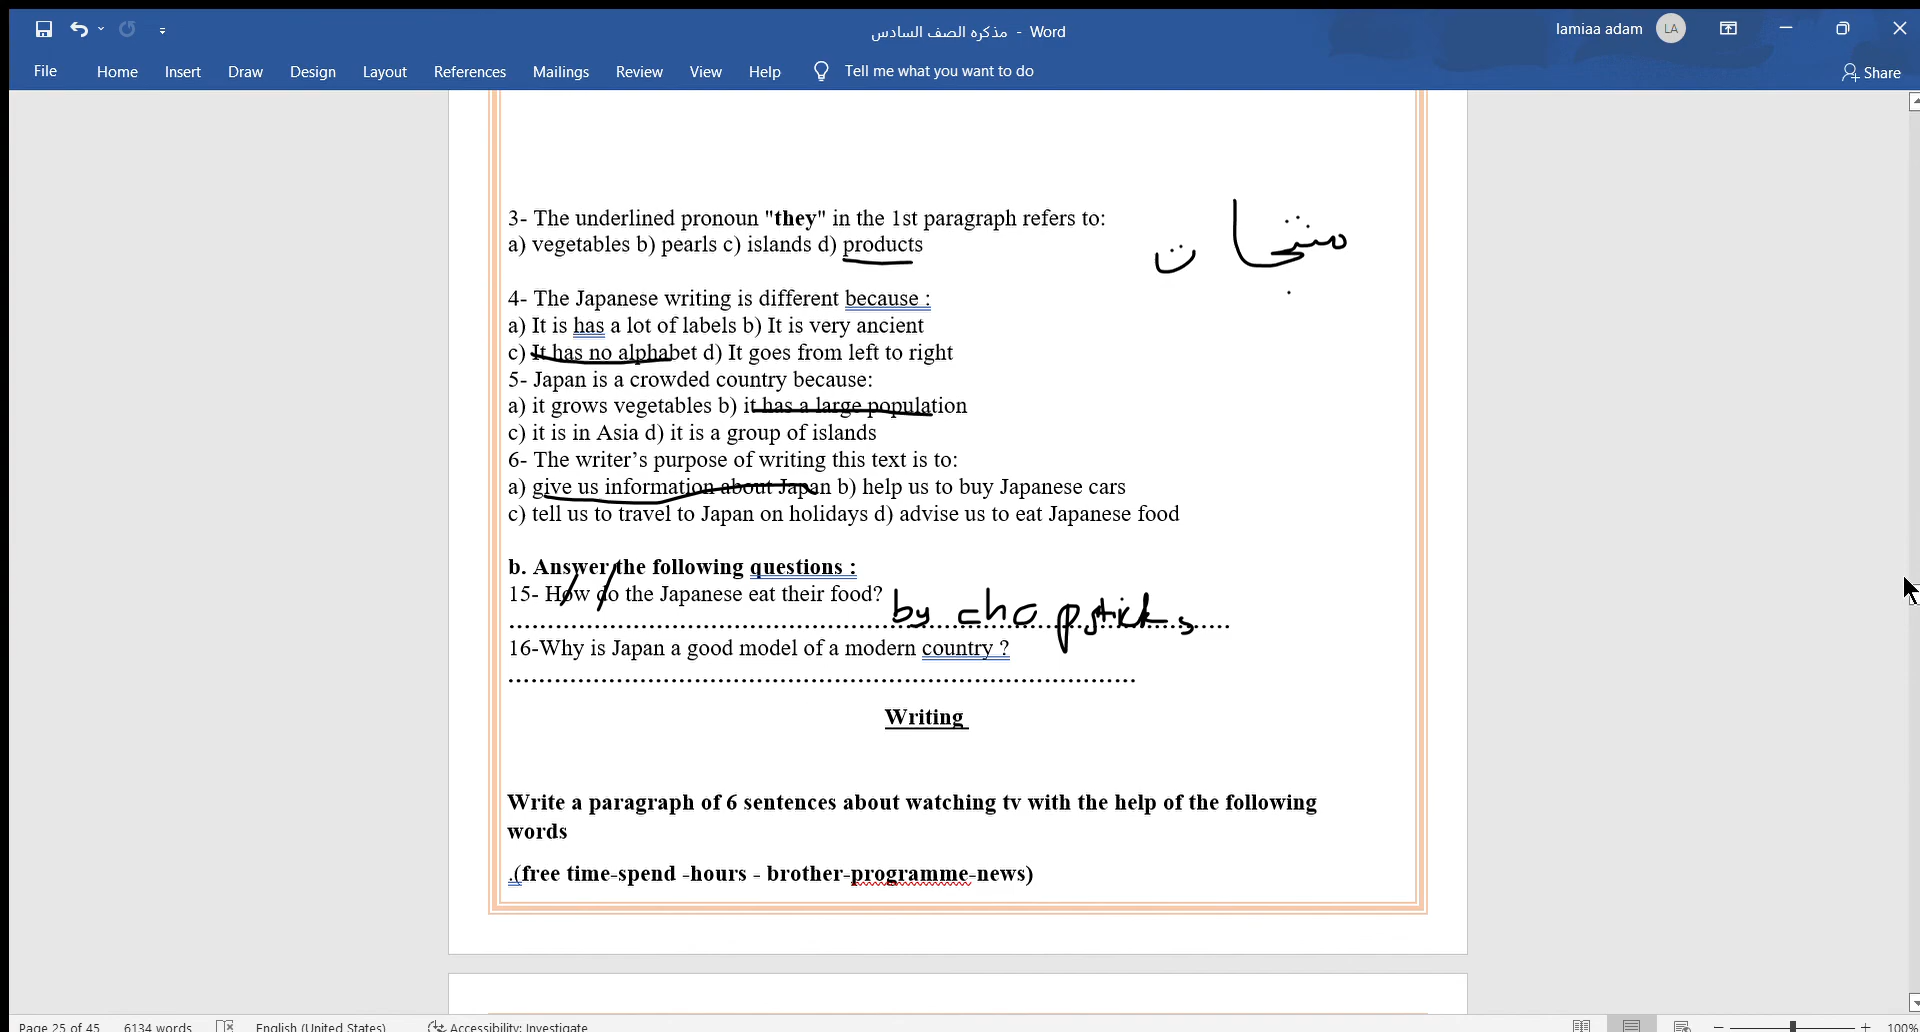 مذكره الصف السادس - Word
lamiaa adam LA
File Home Insert Draw Design Layout References Mailings Review View Help Tell me what you want to do Share
3- The underlined pronoun "they" in the 1st paragraph refers to:
a) vegetables b) pearls c) islands d) products
منتجات
4- The Japanese writing is different because :
a) It is has a lot of labels b) It is very ancient
c) It has no alphabet d) It goes from left to right
5- Japan is a crowded country because:
a) it grows vegetables b) it has a large population
c) it is in Asia d) it is a group of islands
6- The writer’s purpose of writing this text is to:
a) give us information about Japan b) help us to buy Japanese cars
c) tell us to travel to Japan on holidays d) advise us to eat Japanese food
b. Answer the following questions :
15- How do the Japanese eat their food?
by chopsticks
16-Why is Japan a good model of a modern country ?
Writing
Write a paragraph of 6 sentences about watching tv with the help of the following
words
.(free time-spend -hours - brother-programme-news)
Page 25 of 45 6134 words English (United States) Accessibility: Investigate 100%